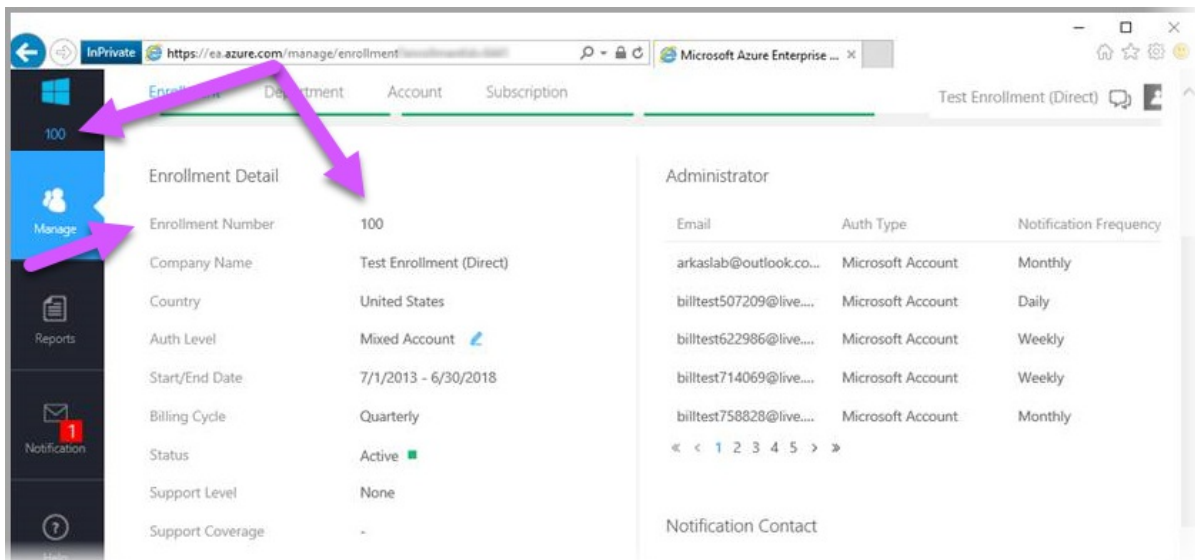 InPrivate https://ea.azure.com/manage/enrollment Microsoft Azure Enterprise ... ×
Enrollment Department Account Subscription Test Enrollment (Direct)
100
Enrollment Detail Administrator
Manage Enrollment Number 100 Email Auth Type Notification Frequency
Company Name Test Enrollment (Direct) arkaslab@outlook.co... Microsoft Account Monthly
Country United States billtest507209@live.... Microsoft Account Daily
Reports Auth Level Mixed Account billtest622986@live.... Microsoft Account Weekly
Start/End Date 7/1/2013 - 6/30/2018 billtest714069@live.... Microsoft Account Weekly
Billing Cycle Quarterly billtest758828@live.... Microsoft Account Monthly
1
« < 1 2 3 4 5 > »
Notification Status Active
Support Level None
Support Coverage - Notification Contact
Help